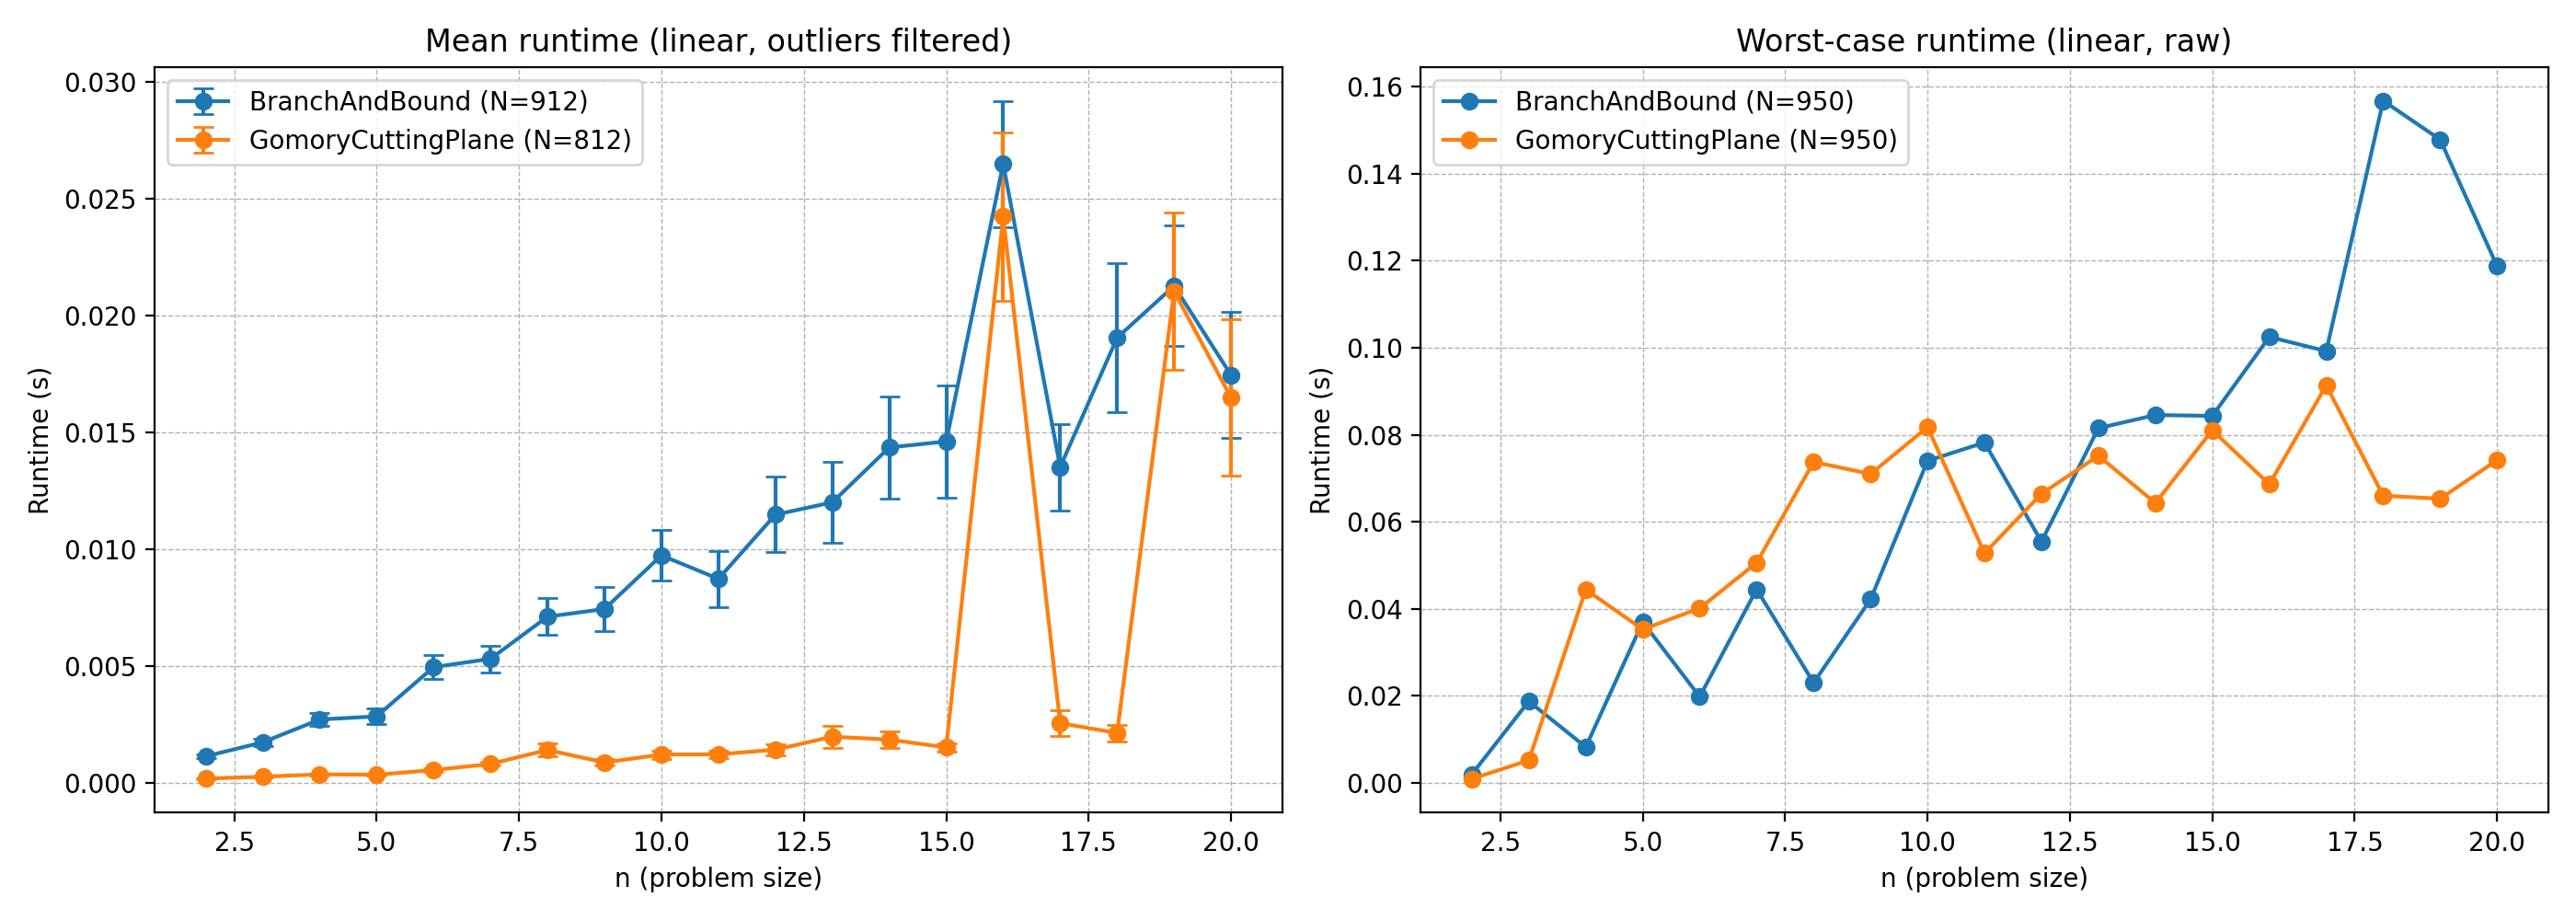 Mean runtime (linear, outliers filtered)
BranchAndBound (N=912)
GomoryCuttingPlane (N=812)
0.030
0.025
0.020
0.015
0.010
0.005
0.000
Runtime (s)
2.5 5.0 7.5 10.0 12.5 15.0 17.5 20.0
n (problem size)
Worst-case runtime (linear, raw)
BranchAndBound (N=950)
GomoryCuttingPlane (N=950)
0.16
0.14
0.12
0.10
0.08
0.06
0.04
0.02
0.00
Runtime (s)
2.5 5.0 7.5 10.0 12.5 15.0 17.5 20.0
n (problem size)